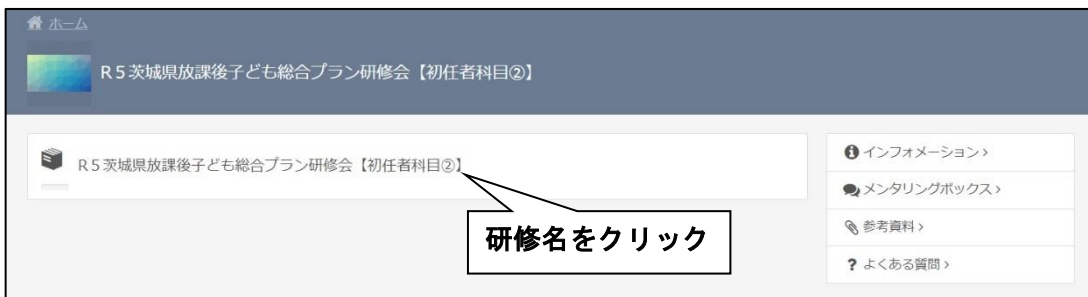 ホーム
R5茨城県放課後子ども総合プラン研修会【初任者科目②】
R5茨城県放課後子ども総合プラン研修会【初任者科目②】
研修名をクリック
インフォメーション›
メンタリングボックス›
参考資料›
よくある質問›